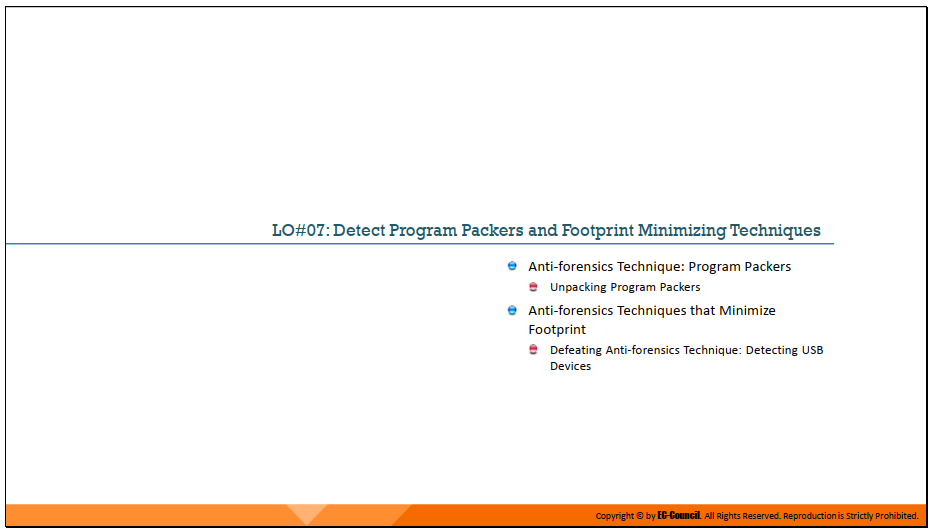 LO#07: Detect Program Packers and Footprint Minimizing Techniques
Anti-forensics Technique: Program Packers
Unpacking Program Packers
Anti-forensics Techniques that Minimize
Footprint
Defeating Anti-forensics Technique: Detecting USB
Devices
Copyright © by EC-Council. All Rights Reserved. Reproduction is Strictly Prohibited.